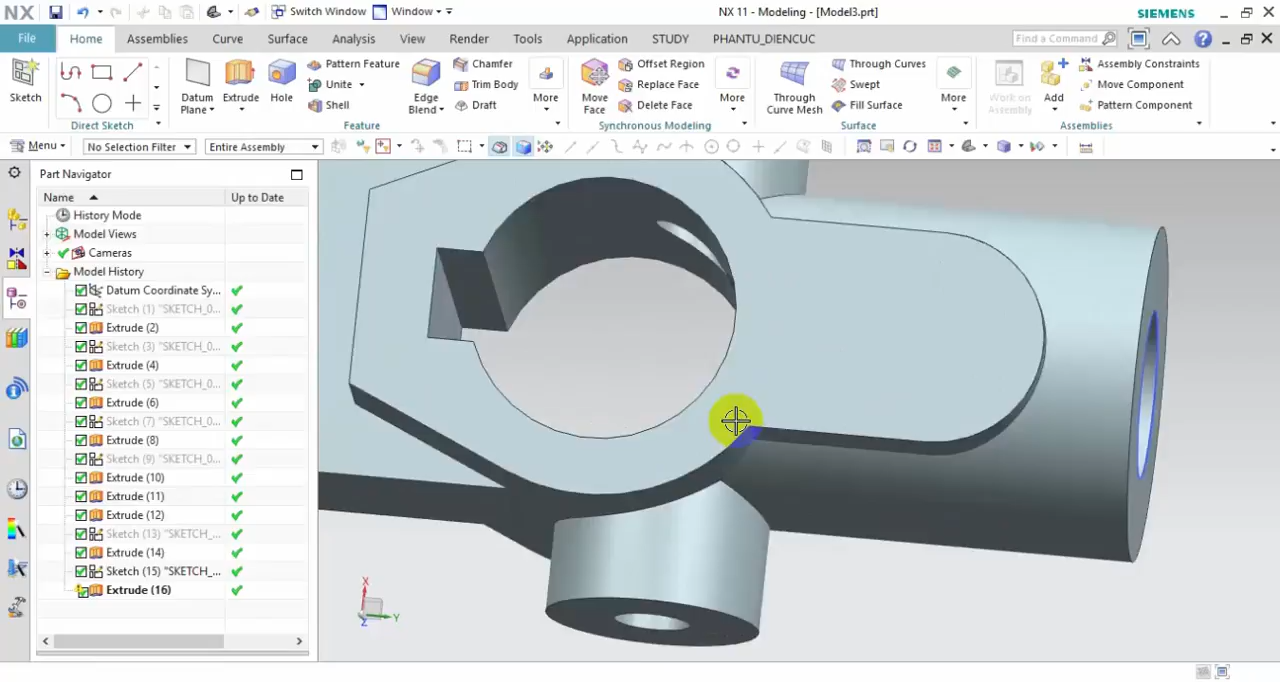 NX
Switch Window
Window
NX 11 - Modeling - [Model3.prt]
SIEMENS
File
Home
Assemblies
Curve
Surface
Analysis
View
Render
Tools
Application
STUDY
PHANTU_DIENCUC
Find a Command
Sketch
Direct Sketch
Datum Plane
Extrude
Hole
Pattern Feature
Unite
Shell
Edge Blend
Chamfer
Trim Body
Draft
More
Feature
Move Face
Offset Region
Replace Face
Delete Face
More
Synchronous Modeling
Through Curve Mesh
Through Curves
Swept
Fill Surface
More
Surface
Work on Assembly
Add
Assembly Constraints
Move Component
Pattern Component
Assemblies
Menu
No Selection Filter
Entire Assembly
Part Navigator
Name
Up to Date
History Mode
Model Views
Cameras
Model History
Datum Coordinate Sy...
Sketch (1) "SKETCH_0...
Extrude (2)
Sketch (3) "SKETCH_0...
Extrude (4)
Sketch (5) "SKETCH_0...
Extrude (6)
Sketch (7) "SKETCH_0...
Extrude (8)
Sketch (9) "SKETCH_0...
Extrude (10)
Extrude (11)
Extrude (12)
Sketch (13) "SKETCH_...
Extrude (14)
Sketch (15) "SKETCH_...
Extrude (16)
X
Y
Z